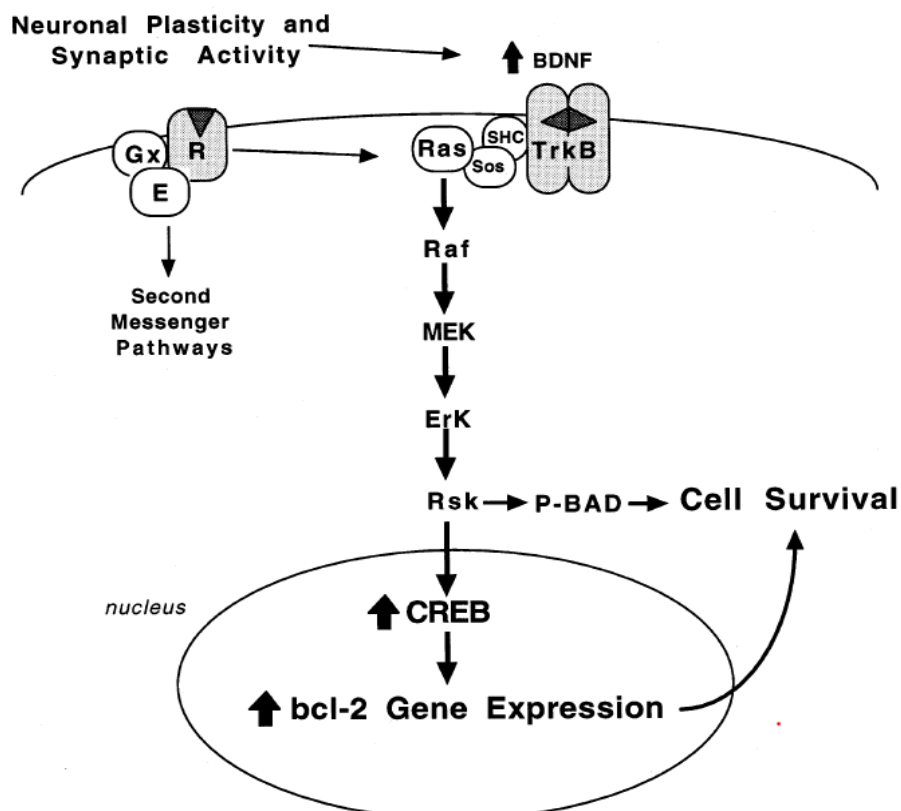 Neuronal Plasticity and
Synaptic Activity
BDNF
Gx
R
E
Ras
SHC
Sos
TrkB
Raf
Second
Messenger
Pathways
MEK
ErK
Rsk
P-BAD
Cell Survival
nucleus
CREB
bcl-2 Gene Expression